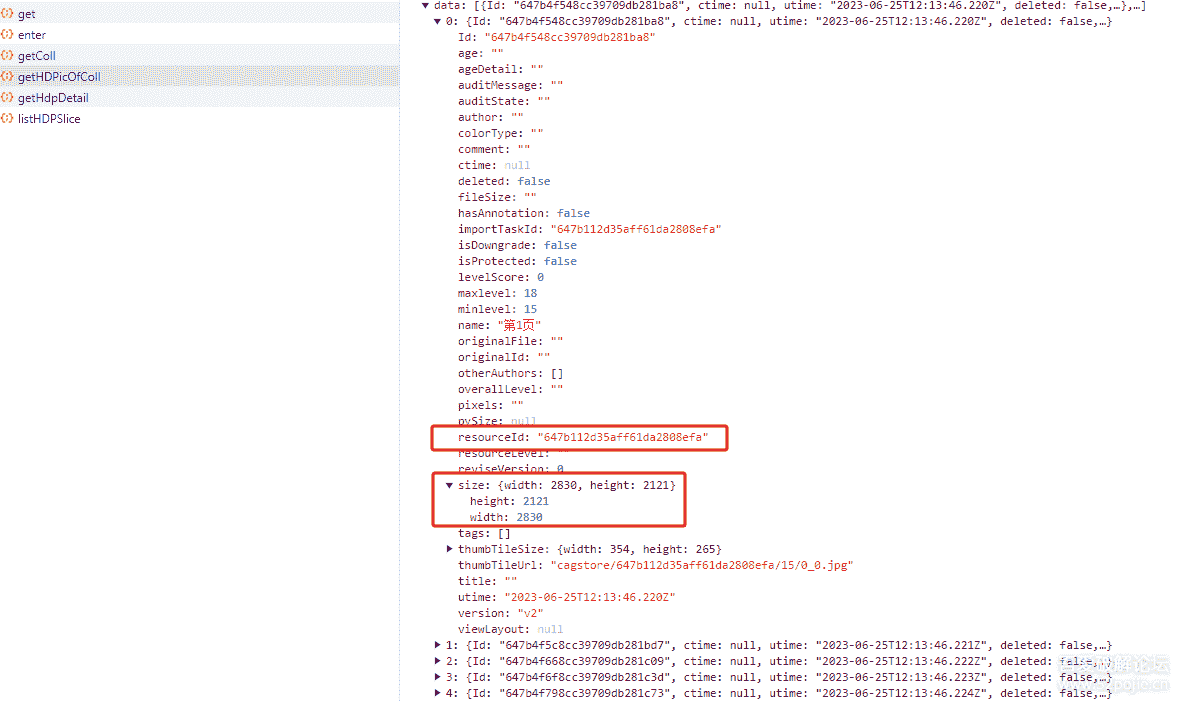 get
enter
getColl
getHDPicOfColl
getHdpDetail
listHDPSlice
data: [{Id: "647b4f548cc39709db281ba8", ctime: null, utime: "2023-06-25T12:13:46.220Z", deleted: false,…},…]
0: {Id: "647b4f548cc39709db281ba8", ctime: null, utime: "2023-06-25T12:13:46.220Z", deleted: false,…}
Id: "647b4f548cc39709db281ba8"
age: ""
ageDetail: ""
auditMessage: ""
auditState: ""
author: ""
colorType: ""
comment: ""
ctime: null
deleted: false
fileSize: ""
hasAnnotation: false
importTaskId: "647b112d35aff61da2808efa"
isDowngrade: false
isProtected: false
levelScore: 0
maxlevel: 18
minlevel: 15
name: "第1页"
originalFile: ""
originalId: ""
otherAuthors: []
overallLevel: ""
pixels: ""
pySize: null
resourceId: "647b112d35aff61da2808efa"
resourceLevel: ""
reviseVersion: 0
size: {width: 2830, height: 2121}
height: 2121
width: 2830
tags: []
thumbTileSize: {width: 354, height: 265}
thumbTileUrl: "cagstore/647b112d35aff61da2808efa/15/0_0.jpg"
title: ""
utime: "2023-06-25T12:13:46.220Z"
version: "v2"
viewLayout: null
1: {Id: "647b4f5c8cc39709db281bd7", ctime: null, utime: "2023-06-25T12:13:46.221Z", deleted: false,…}
2: {Id: "647b4f668cc39709db281c09", ctime: null, utime: "2023-06-25T12:13:46.222Z", deleted: false,…}
3: {Id: "647b4f6f8cc39709db281c3d", ctime: null, utime: "2023-06-25T12:13:46.223Z", deleted: false,…}
4: {Id: "647b4f798cc39709db281c73", ctime: null, utime: "2023-06-25T12:13:46.224Z", deleted: false,…}